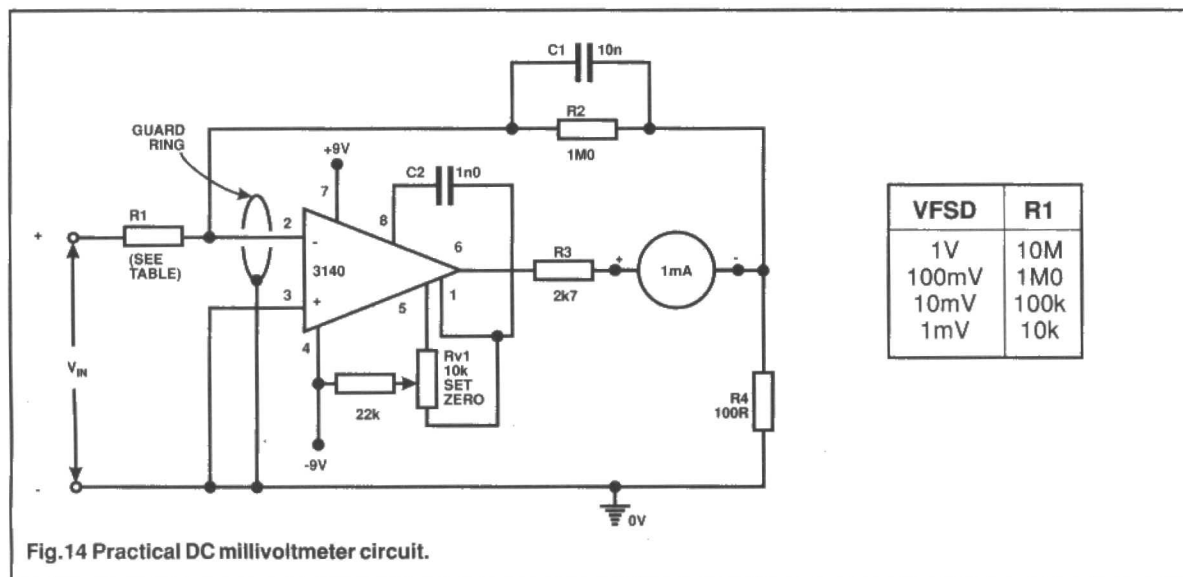 C1 10n
R2
1M0
GUARD
RING
+9V
7
C2 1n0
8
R1
2
-
6
+
(SEE
TABLE)
3140
R3
2k7
+
1mA
-
3
+
5
1
4
VIN
Rv1
10k
SET
ZERO
22k
R4
100R
-9V
-
0V
VFSD R1
1V 10M
100mV 1M0
10mV 100k
1mV 10k
Fig.14 Practical DC millivoltmeter circuit.